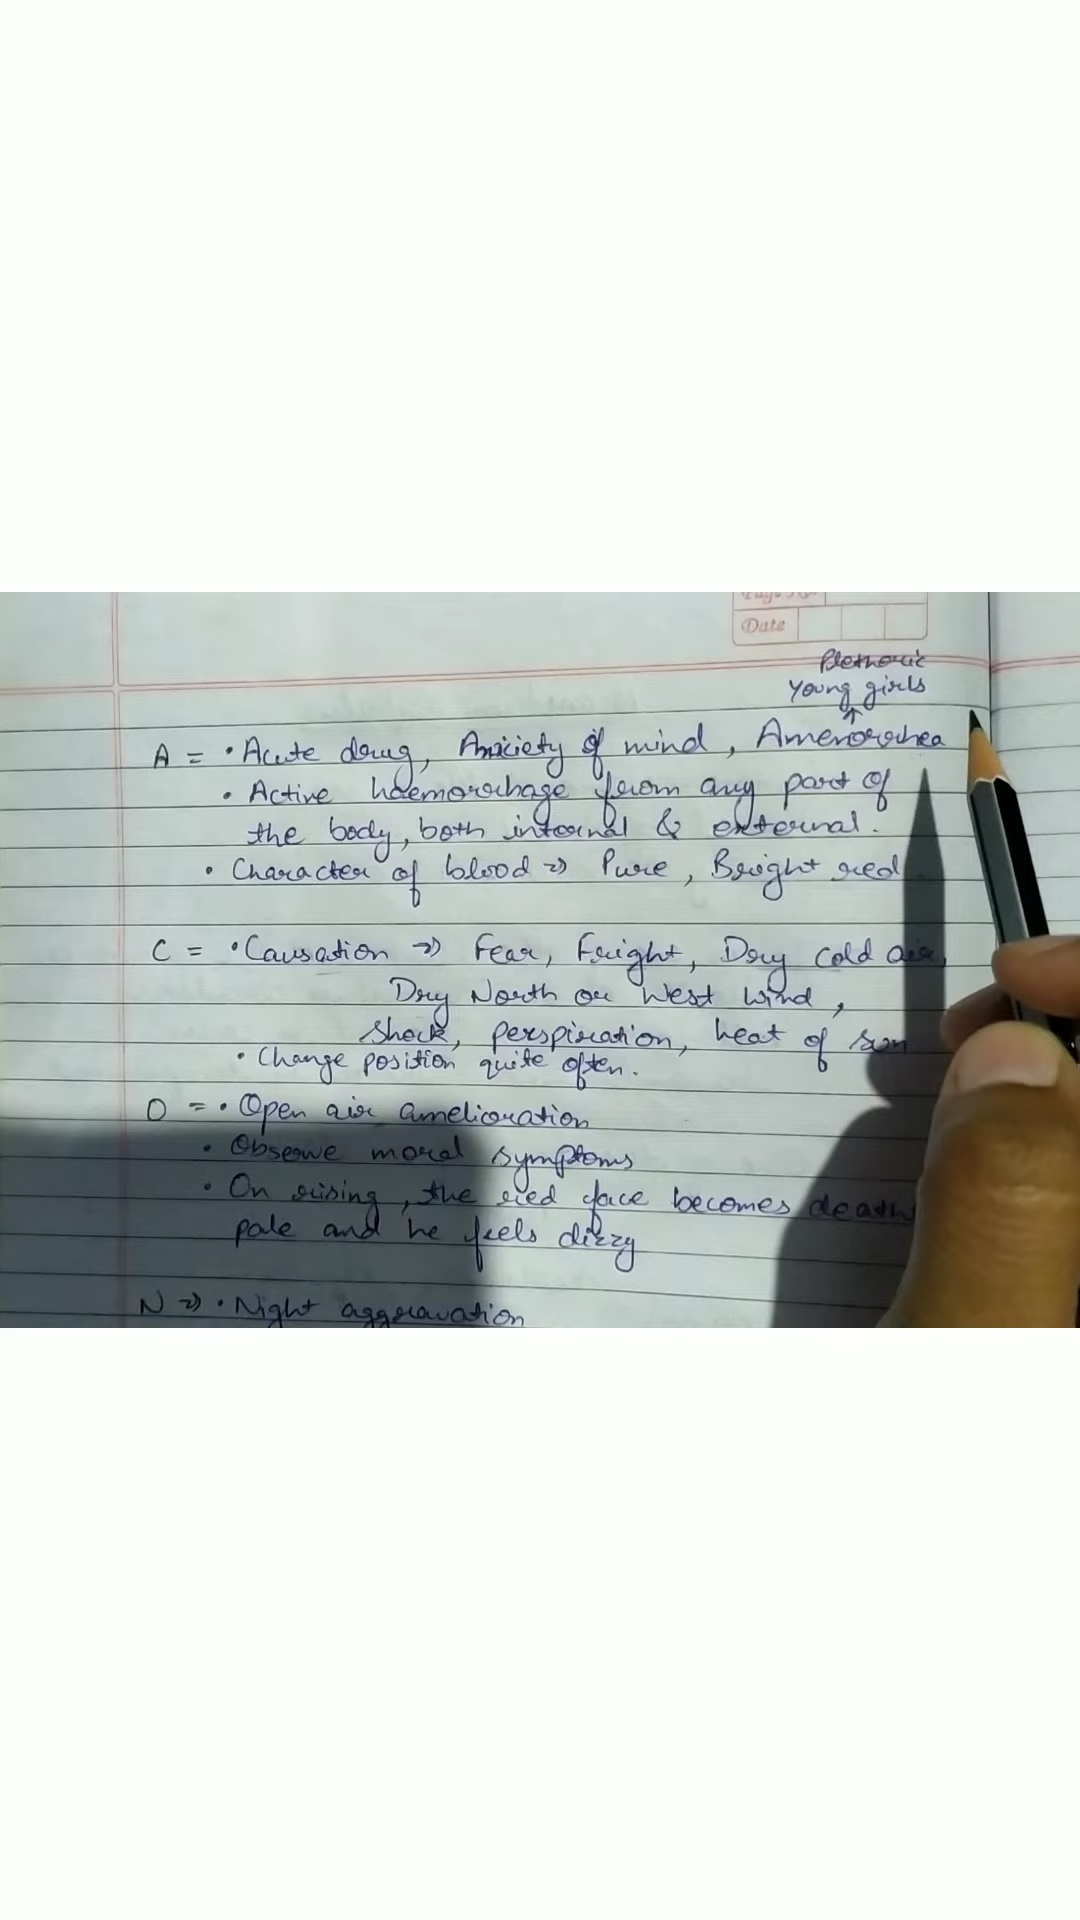 Date
Plethoric
Young girls
↑
A = • Acute drug, Anxiety of mind, Amenorrhea
• Active haemorrhage from any part of
the body, both internal & external.
• Character of blood ⇒ Pure, Bright red
C = • Causation ⇒ Fear, Fright, Dry cold air,
Dry North or West wind,
Shock, perspiration, heat of sun
• Change position quite often.
O = • Open air amelioration
• Observe moral symptoms
• On rising, the red face becomes death
pale and he feels dizzy
N ⇒ • Night aggravation